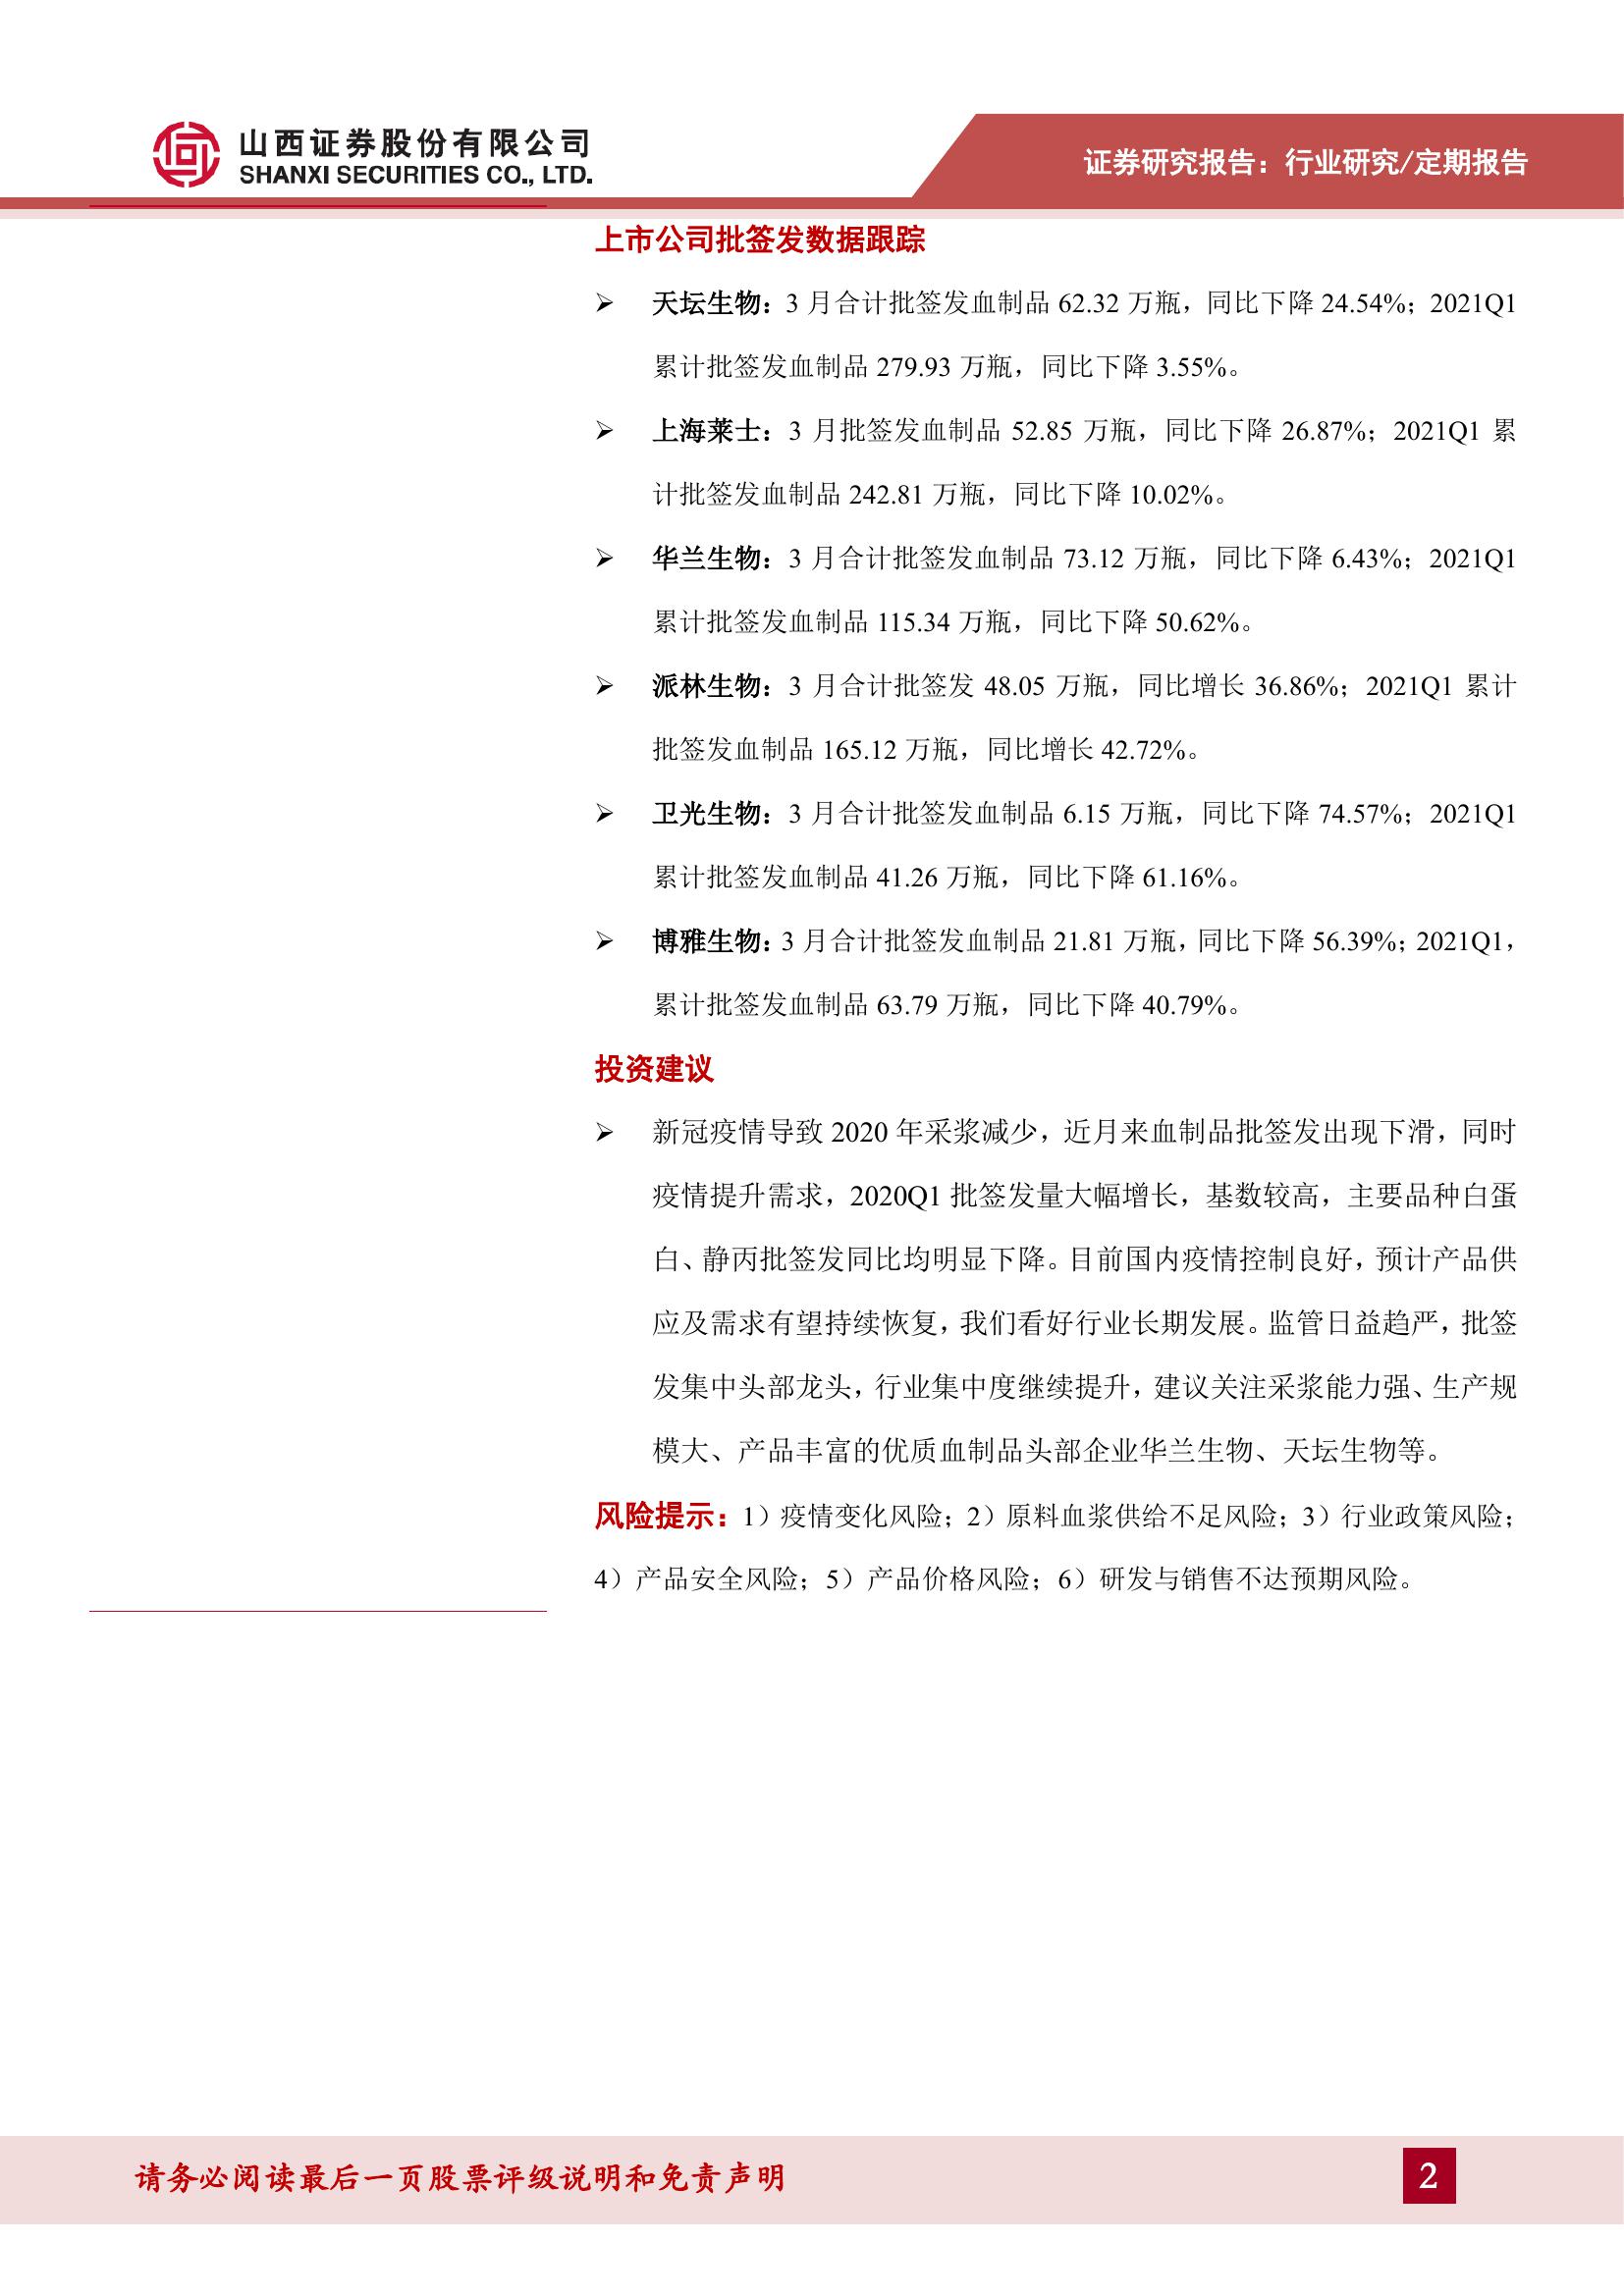 山西证券股份有限公司
SHANXI SECURITIES CO., LTD.
证券研究报告：行业研究/定期报告
上市公司批签发数据跟踪
➢ 天坛生物：3 月合计批签发血制品 62.32 万瓶，同比下降 24.54%；2021Q1
累计批签发血制品 279.93 万瓶，同比下降 3.55%。
➢ 上海莱士：3 月批签发血制品 52.85 万瓶，同比下降 26.87%；2021Q1 累
计批签发血制品 242.81 万瓶，同比下降 10.02%。
➢ 华兰生物：3 月合计批签发血制品 73.12 万瓶，同比下降 6.43%；2021Q1
累计批签发血制品 115.34 万瓶，同比下降 50.62%。
➢ 派林生物：3 月合计批签发 48.05 万瓶，同比增长 36.86%；2021Q1 累计
批签发血制品 165.12 万瓶，同比增长 42.72%。
➢ 卫光生物：3 月合计批签发血制品 6.15 万瓶，同比下降 74.57%；2021Q1
累计批签发血制品 41.26 万瓶，同比下降 61.16%。
➢ 博雅生物：3 月合计批签发血制品 21.81 万瓶，同比下降 56.39%；2021Q1，
累计批签发血制品 63.79 万瓶，同比下降 40.79%。
投资建议
➢ 新冠疫情导致 2020 年采浆减少，近月来血制品批签发出现下滑，同时
疫情提升需求，2020Q1 批签发量大幅增长，基数较高，主要品种白蛋
白、静丙批签发同比均明显下降。目前国内疫情控制良好，预计产品供
应及需求有望持续恢复，我们看好行业长期发展。监管日益趋严，批签
发集中头部龙头，行业集中度继续提升，建议关注采浆能力强、生产规
模大、产品丰富的优质血制品头部企业华兰生物、天坛生物等。
风险提示：1）疫情变化风险；2）原料血浆供给不足风险；3）行业政策风险；
4）产品安全风险；5）产品价格风险；6）研发与销售不达预期风险。
请务必阅读最后一页股票评级说明和免责声明
2